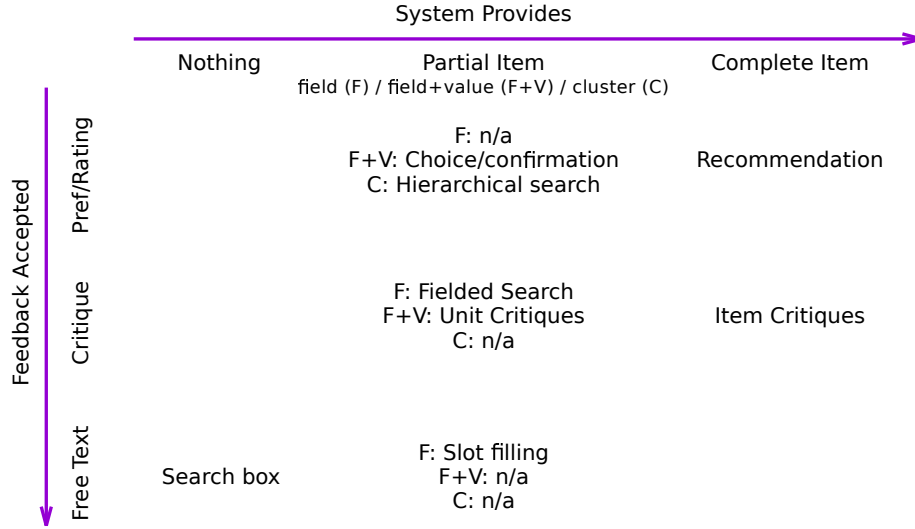 System Provides
Nothing
Partial Item
Complete Item
field (F) / field+value (F+V) / cluster (C)
Feedback Accepted
Pref/Rating
F: n/a
F+V: Choice/confirmation
C: Hierarchical search
Recommendation
Critique
F: Fielded Search
F+V: Unit Critiques
C: n/a
Item Critiques
Free Text
Search box
F: Slot filling
F+V: n/a
C: n/a